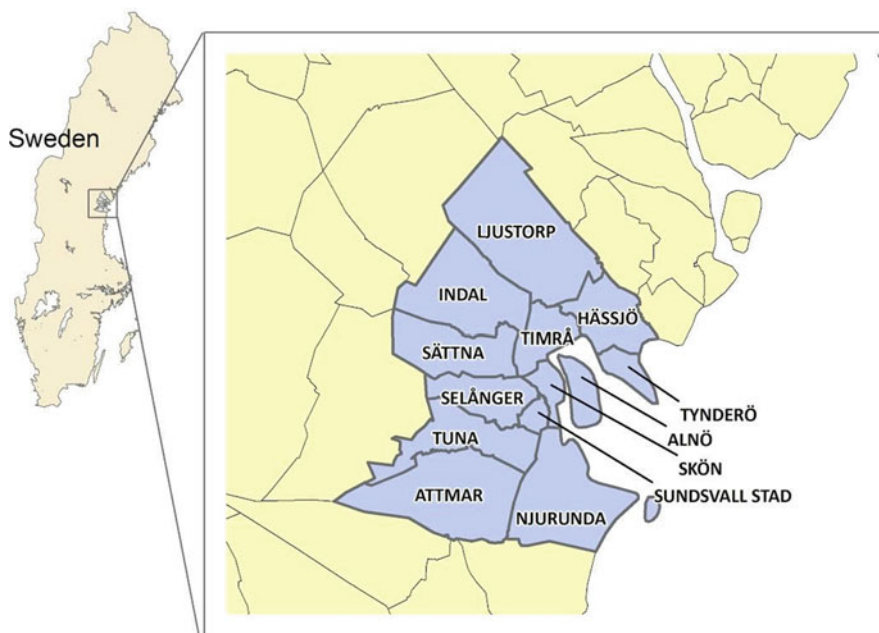 Sweden
LJUSTORP
INDAL
HÄSSJÖ
TIMRÅ
SÄTTNA
SELÅNGER
TYNDERÖ
TUNA
ALNÖ
SKÖN
SUNDSVALL STAD
ATTMAR
NJURUNDA